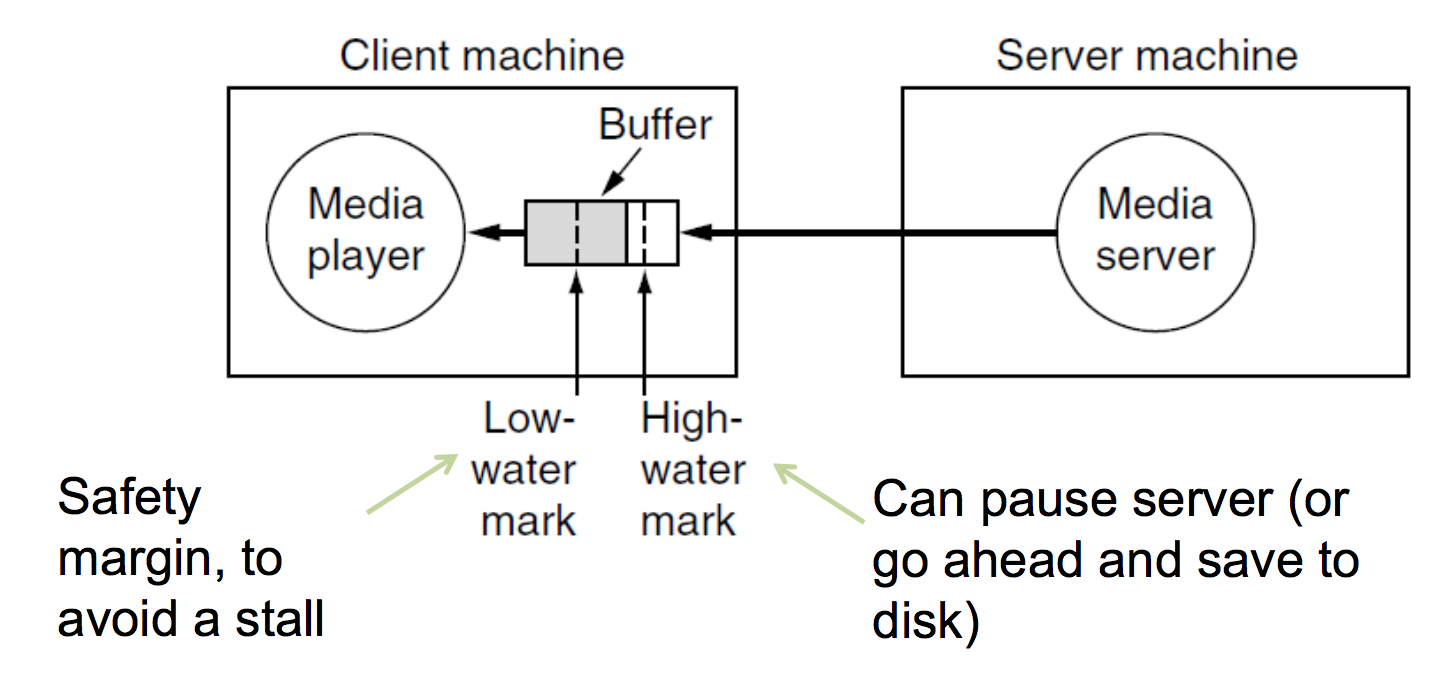 Client machine
Server machine
Buffer
Media
player
Media
server
Low-
water
mark
High-
water
mark
Safety
margin, to
avoid a stall
Can pause server (or
go ahead and save to
disk)